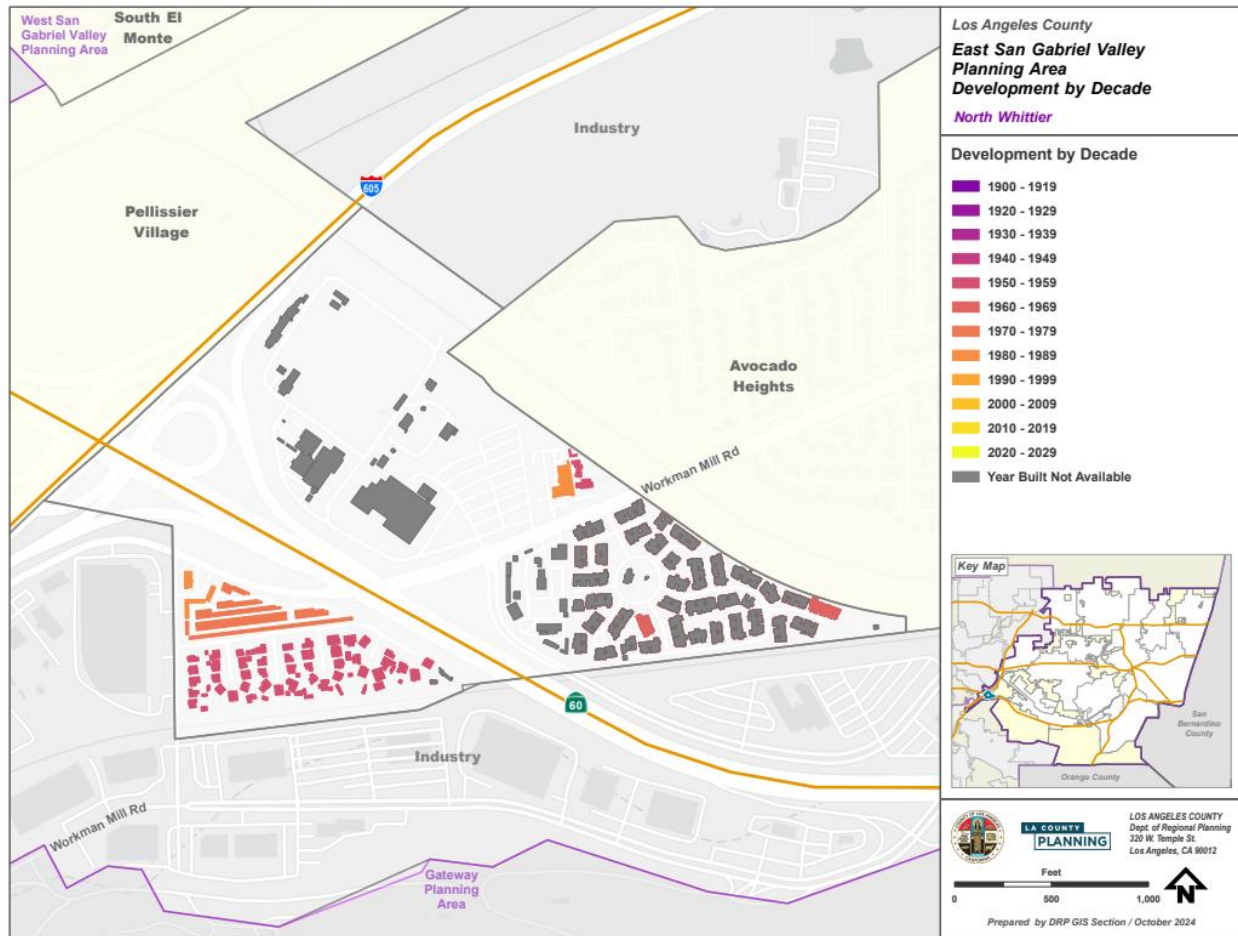 West San
Gabriel Valley
Planning Area
South El
Monte
Industry
605
Pellissier
Village
Avocado
Heights
Workman Mill Rd
60
Industry
Workman Mill Rd
Gateway
Planning
Area
Los Angeles County
East San Gabriel Valley
Planning Area
Development by Decade
North Whittier
Development by Decade
1900 - 1919
1920 - 1929
1930 - 1939
1940 - 1949
1950 - 1959
1960 - 1969
1970 - 1979
1980 - 1989
1990 - 1999
2000 - 2009
2010 - 2019
2020 - 2029
Year Built Not Available
Key Map
San
Bernardino
County
Orange County
LA COUNTY
PLANNING
LOS ANGELES COUNTY
Dept. of Regional Planning
320 W. Temple St.
Los Angeles, CA 90012
Feet
0 500 1,000
N
Prepared by DRP GIS Section / October 2024